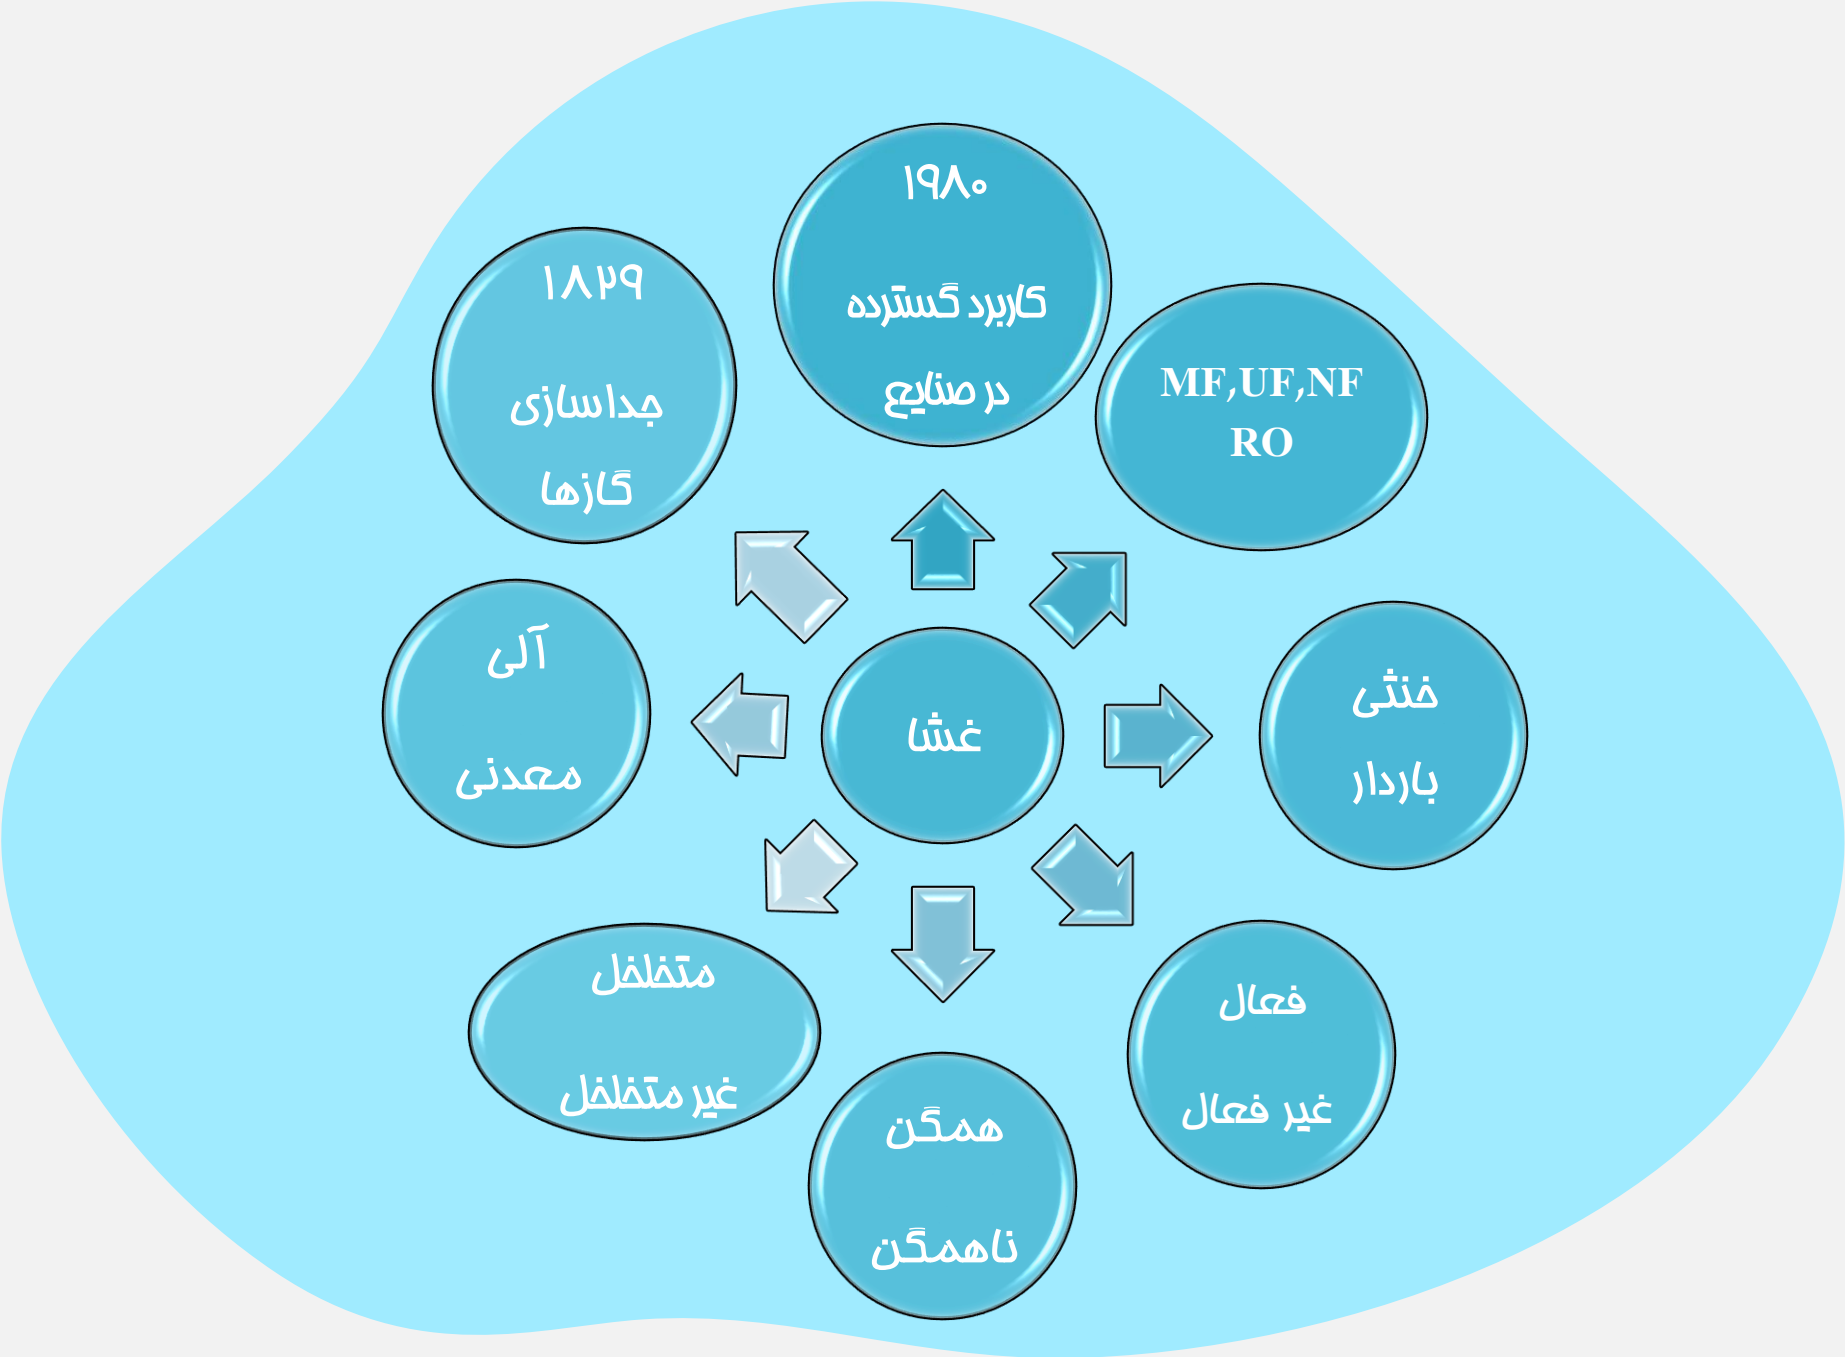 ۱۹۸۰
کاربرد گسترده
در صنایع
MF,UF,NF
RO
خنثی
باردار
فعال
غیر فعال
همگن
ناهمگن
متخلخل
غیر متخلخل
آلی
معدنی
۱۸۲۹
جداسازی
گازها
غشا